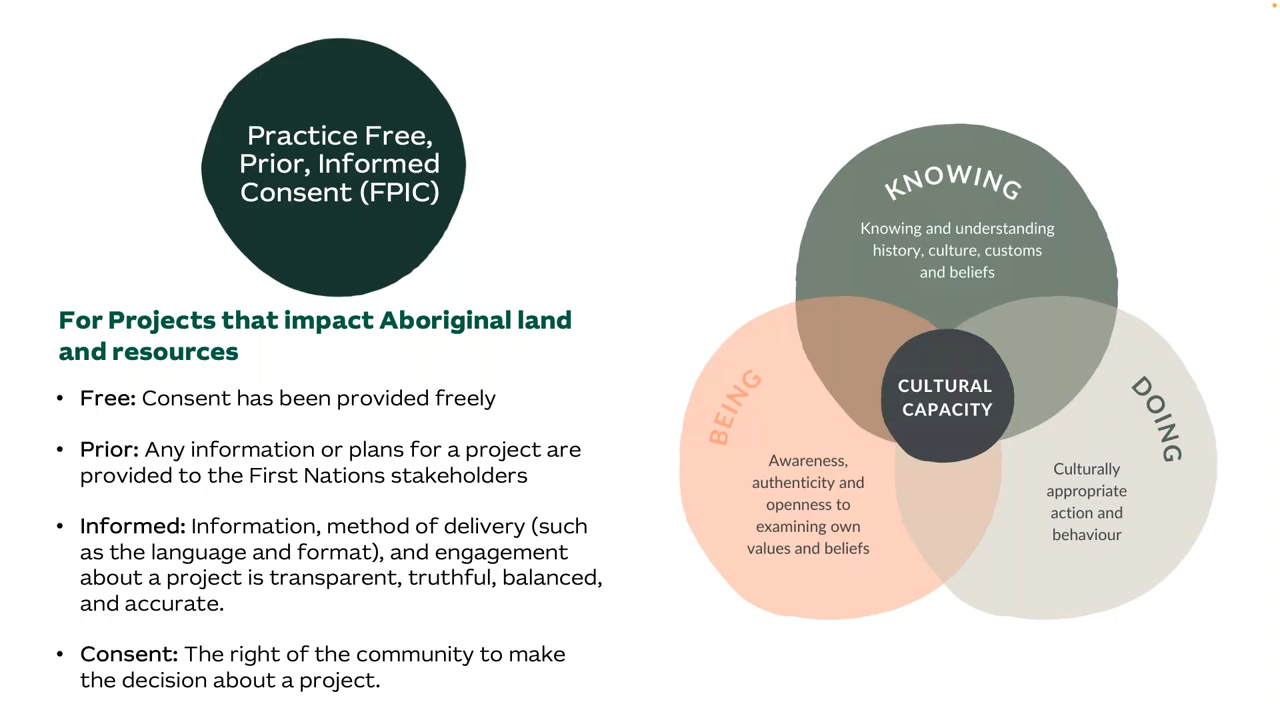 Practice Free,
Prior, Informed
Consent (FPIC)
For Projects that impact Aboriginal land
and resources
• Free: Consent has been provided freely
• Prior: Any information or plans for a project are
provided to the First Nations stakeholders
• Informed: Information, method of delivery (such
as the language and format), and engagement
about a project is transparent, truthful, balanced,
and accurate.
• Consent: The right of the community to make
the decision about a project.
KNOWING
Knowing and understanding
history, culture, customs
and beliefs
BEING
Awareness,
authenticity and
openness to
examining own
values and beliefs
CULTURAL
CAPACITY
DOING
Culturally
appropriate
action and
behaviour